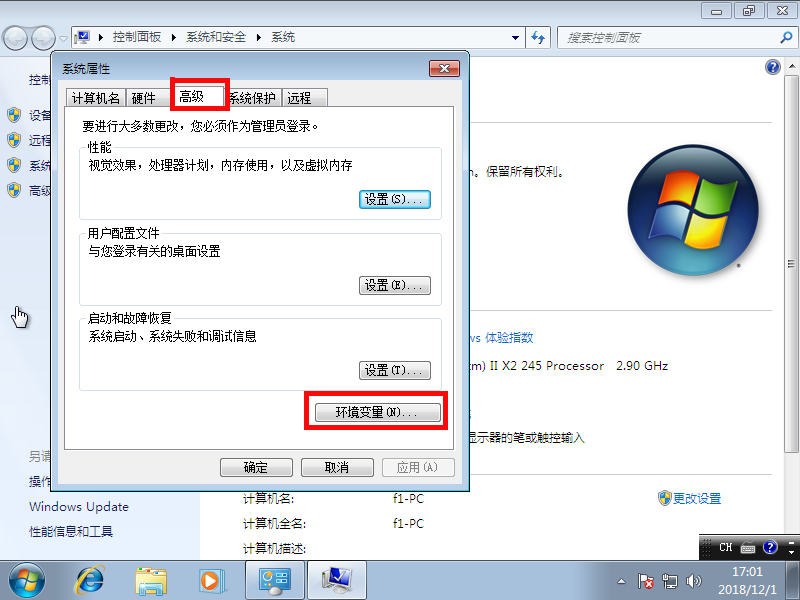 控制面板 系统和安全 系统
搜索控制面板
系统属性
计算机名 硬件 高级 系统保护 远程
要进行大多数更改，您必须作为管理员登录。
性能
视觉效果，处理器计划，内存使用，以及虚拟内存
设置(S)...
用户配置文件
与您登录有关的桌面设置
设置(E)...
启动和故障恢复
系统启动、系统失败和调试信息
设置(T)...
环境变量(N)...
确定 取消 应用(A)
控制
设备
远程
系统
高级
。保留所有权利。
体验指数
II X2 245 Processor 2.90 GHz
显示器的笔或触控输入
另请
操作
Windows Update
性能信息和工具
计算机名: f1-PC
更改设置
计算机全名: f1-PC
计算机描述:
CH
17:01
2018/12/1